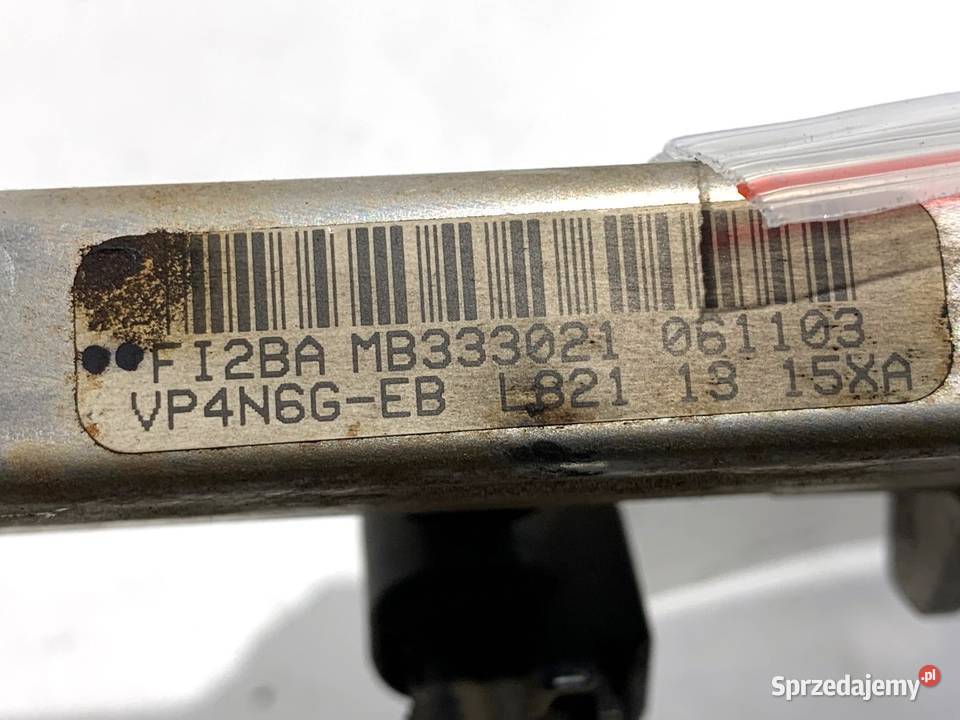 FI2BA MB333021 061103
VP4N6G-EB L821 13 15XA
Sprzedajemy.pl